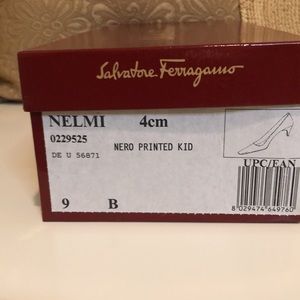 Salvatore Ferragamo
NELMI 4cm
0229525
DE U 56871
NERO PRINTED KID
UPC/EAN
9 B
8 029474 649760